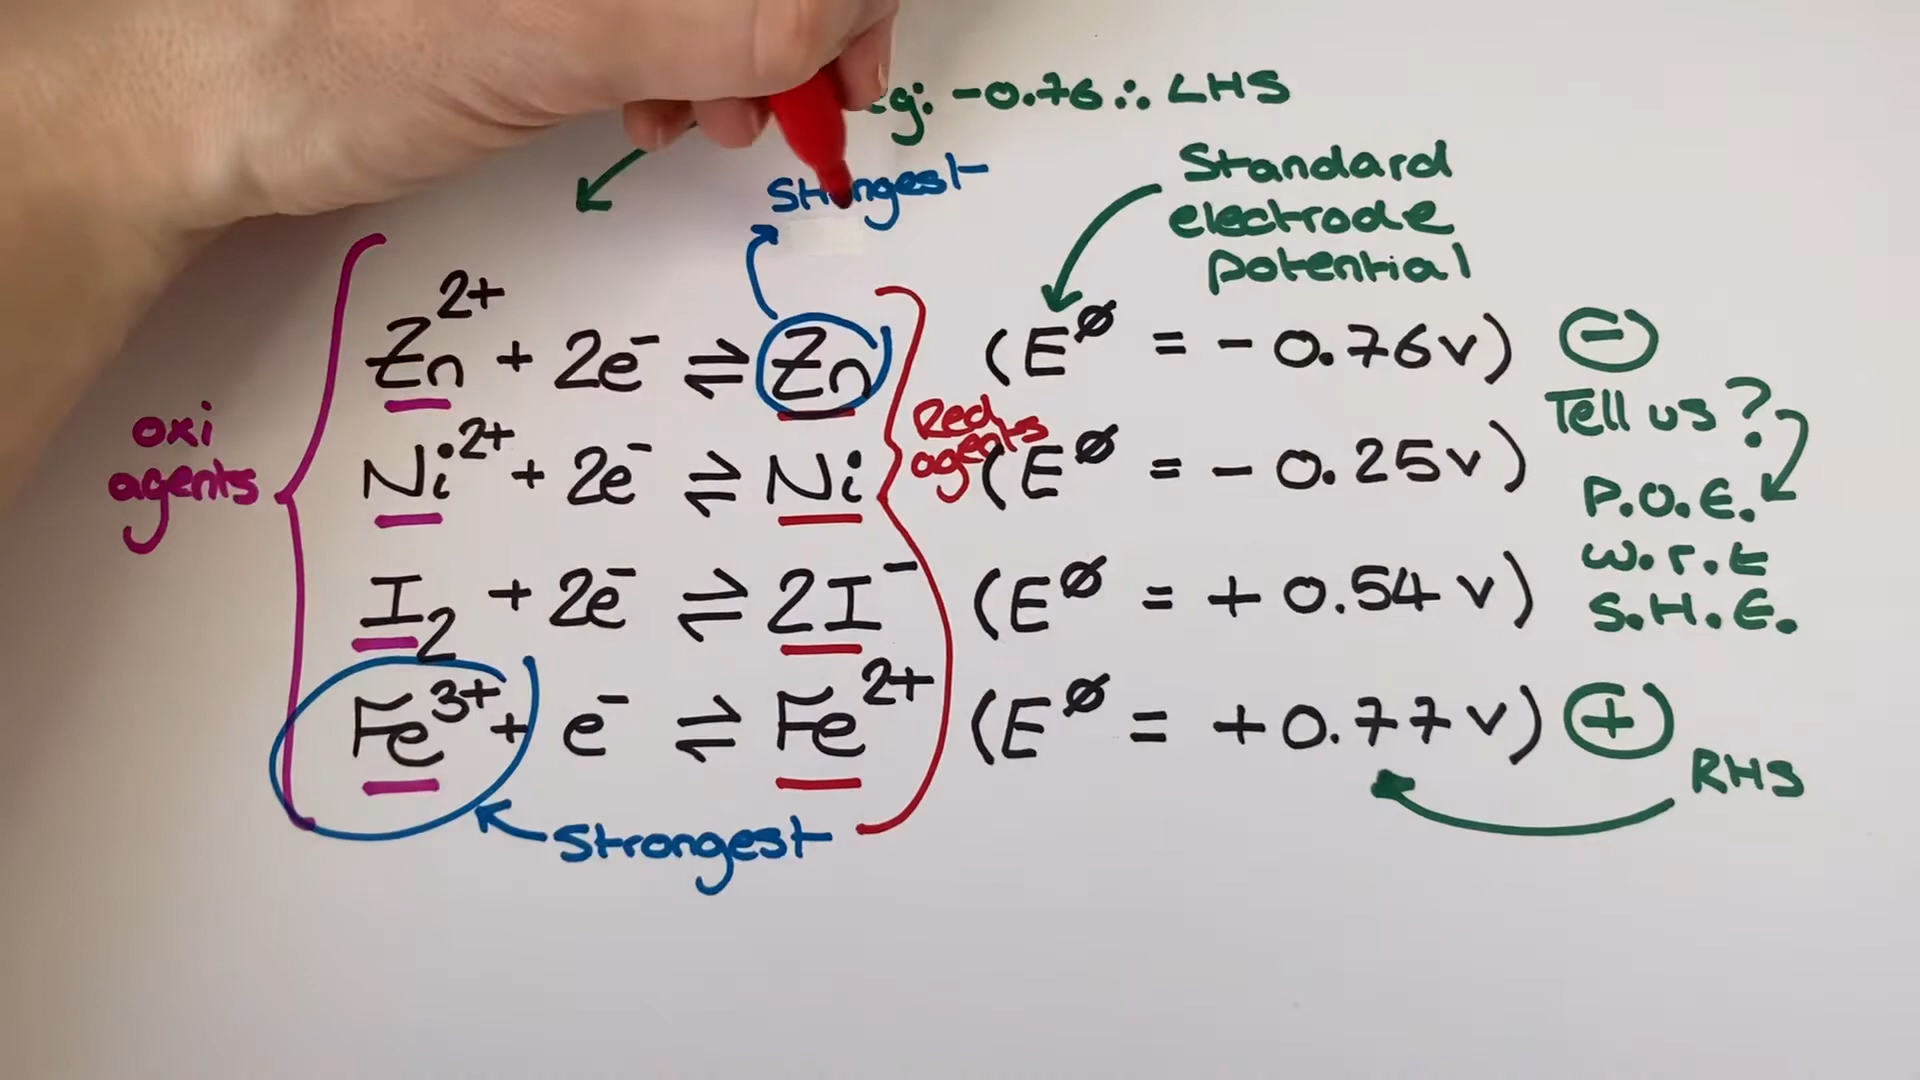 eg: -0.76 ∴ LHS
Strongest
Standard
electrode
potential
Zn²⁺ + 2e⁻ ⇌ Zn (E⦵ = - 0.76v) ⊖
Tell us?
oxi
agents
Red
agents
Ni²⁺ + 2e⁻ ⇌ Ni (E⦵ = - 0.25v)
P.O.E.
w.r.t
S.H.E.
I₂ + 2e⁻ ⇌ 2I⁻ (E⦵ = + 0.54 v)
Fe³⁺ + e⁻ ⇌ Fe²⁺ (E⦵ = +0.77v) ⊕
RHS
Strongest